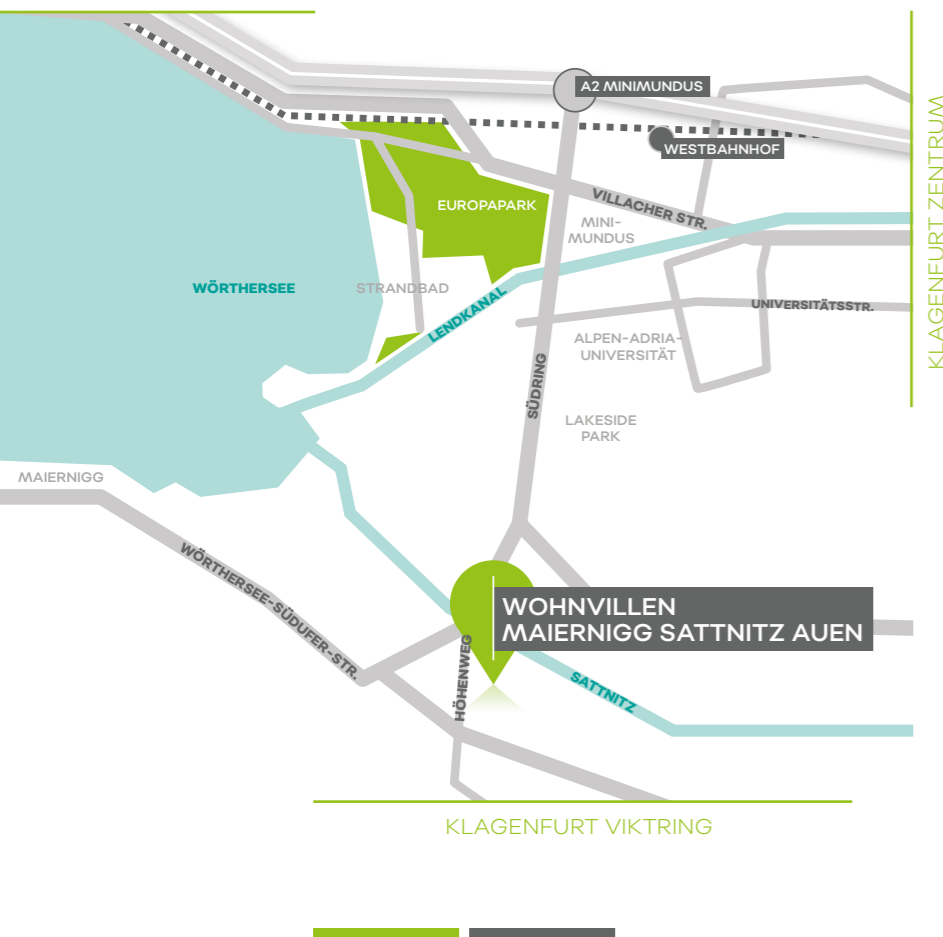 A2 MINIMUNDUS
WESTBAHNHOF
KLAGENFURT ZENTRUM
EUROPAPARK
VILLACHER STR.
MINI-
MUNDUS
WÖRTHERSEE
STRANDBAD
LENDKANAL
UNIVERSITÄTSSTR.
ALPEN-ADRIA-
UNIVERSITÄT
SÜDRING
LAKESIDE
PARK
MAIERNIGG
WÖRTHERSEE-SÜDUFER-STR.
WOHNVILLEN
MAIERNIGG SATTNITZ AUEN
HÖHENWEG
SATTNITZ
KLAGENFURT VIKTRING